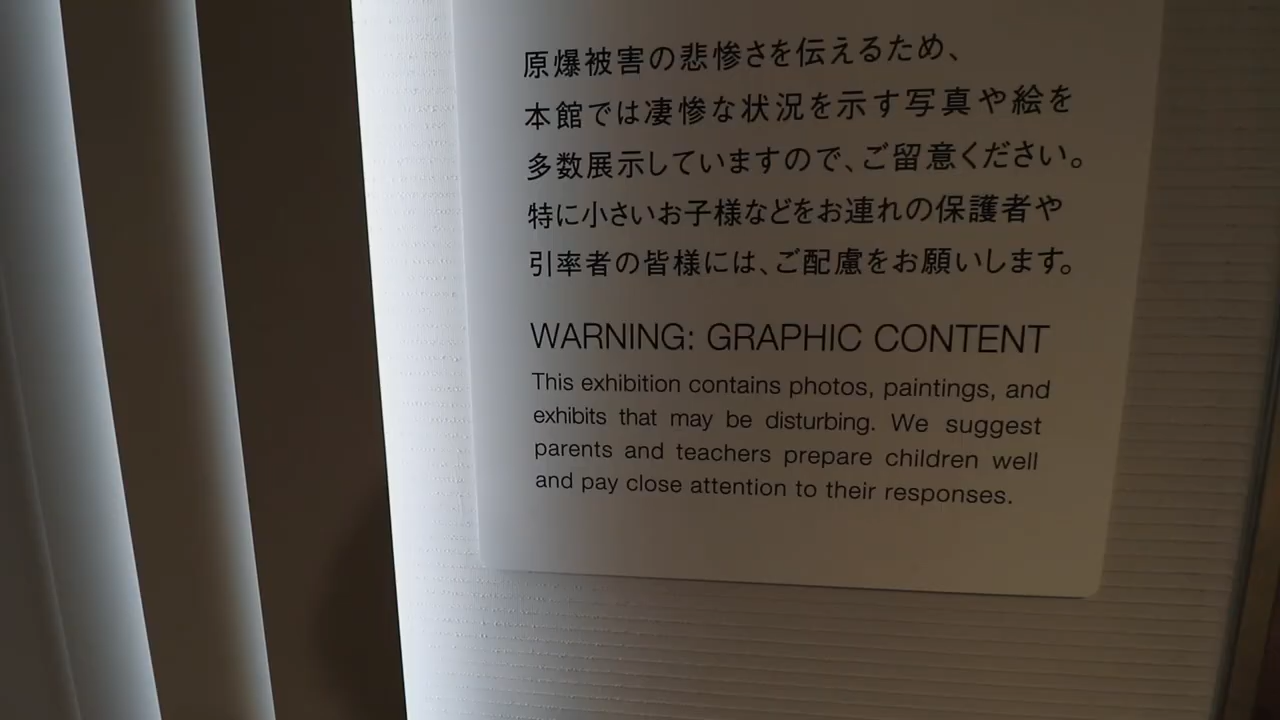 原爆被害の悲惨さを伝えるため、
本館では凄惨な状況を示す写真や絵を
多数展示していますので、ご留意ください。
特に小さいお子様などをお連れの保護者や
引率者の皆様には、ご配慮をお願いします。
WARNING: GRAPHIC CONTENT
This exhibition contains photos, paintings, and
exhibits that may be disturbing. We suggest
parents and teachers prepare children well
and pay close attention to their responses.